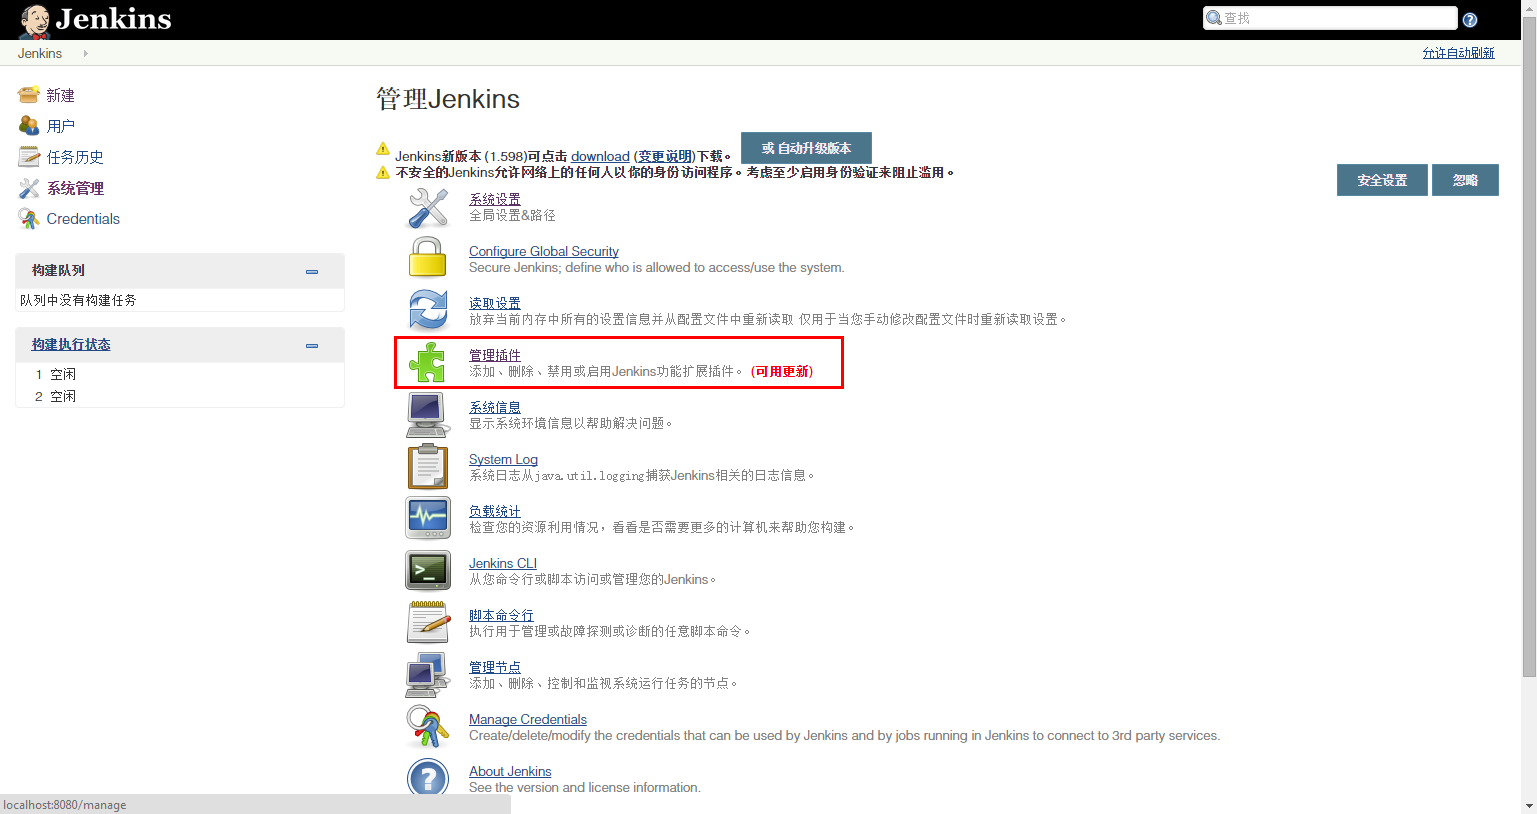 Jenkins
查找
Jenkins
允许自动刷新
新建
用户
任务历史
系统管理
Credentials
构建队列
队列中没有构建任务
构建执行状态
1 空闲
2 空闲
管理Jenkins
Jenkins新版本 (1.598)可点击 download (变更说明)下载。
或 自动升级版本
不安全的Jenkins允许网络上的任何人以你的身份访问程序。考虑至少启用身份验证来阻止滥用。
安全设置
忽略
系统设置
全局设置&路径
Configure Global Security
Secure Jenkins; define who is allowed to access/use the system.
读取设置
放弃当前内存中所有的设置信息并从配置文件中重新读取 仅用于当您手动修改配置文件时重新读取设置。
管理插件
添加、删除、禁用或启用Jenkins功能扩展插件。 (可用更新)
系统信息
显示系统环境信息以帮助解决问题。
System Log
系统日志从java.util.logging捕获Jenkins相关的日志信息。
负载统计
检查您的资源利用情况，看看是否需要更多的计算机来帮助您构建。
Jenkins CLI
从您命令行或脚本访问或管理您的Jenkins。
脚本命令行
执行用于管理或故障探测或诊断的任意脚本命令。
管理节点
添加、删除、控制和监视系统运行任务的节点。
Manage Credentials
Create/delete/modify the credentials that can be used by Jenkins and by jobs running in Jenkins to connect to 3rd party services.
About Jenkins
See the version and license information.
localhost:8080/manage